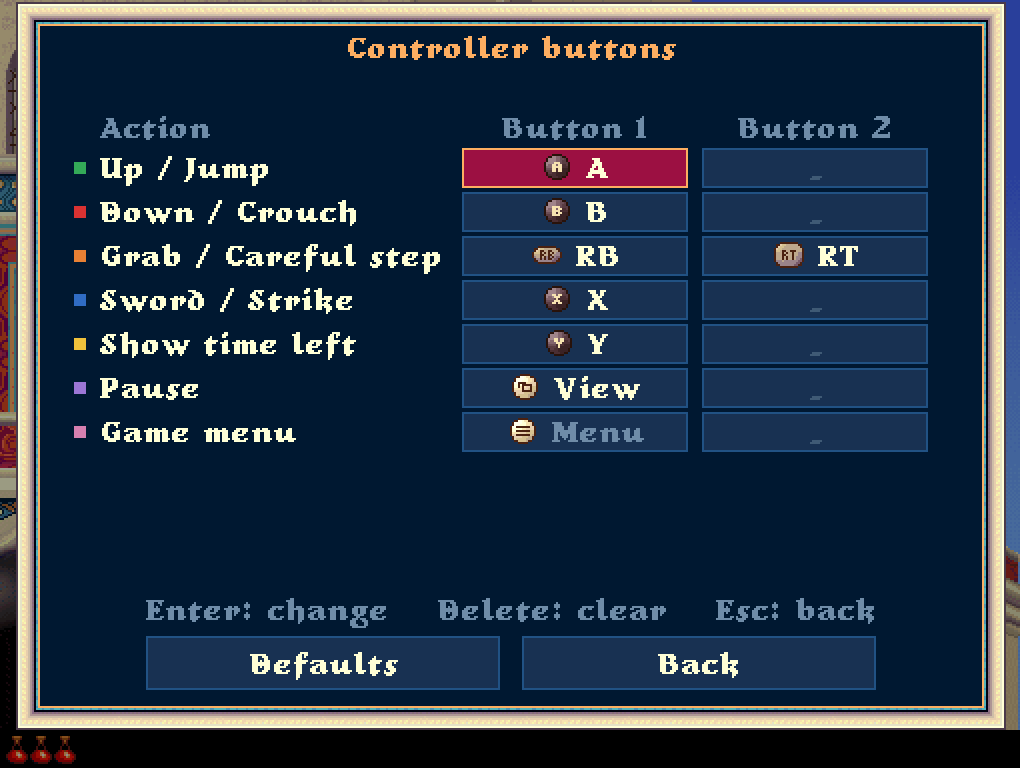 Controller buttons
Action Button 1 Button 2
Up / Jump A A _
Down / Crouch B B _
Grab / Careful step RB RB RT RT
Sword / Strike X X _
Show time left Y Y _
Pause View _
Game menu Menu _
Enter: change Delete: clear Esc: back
Defaults Back